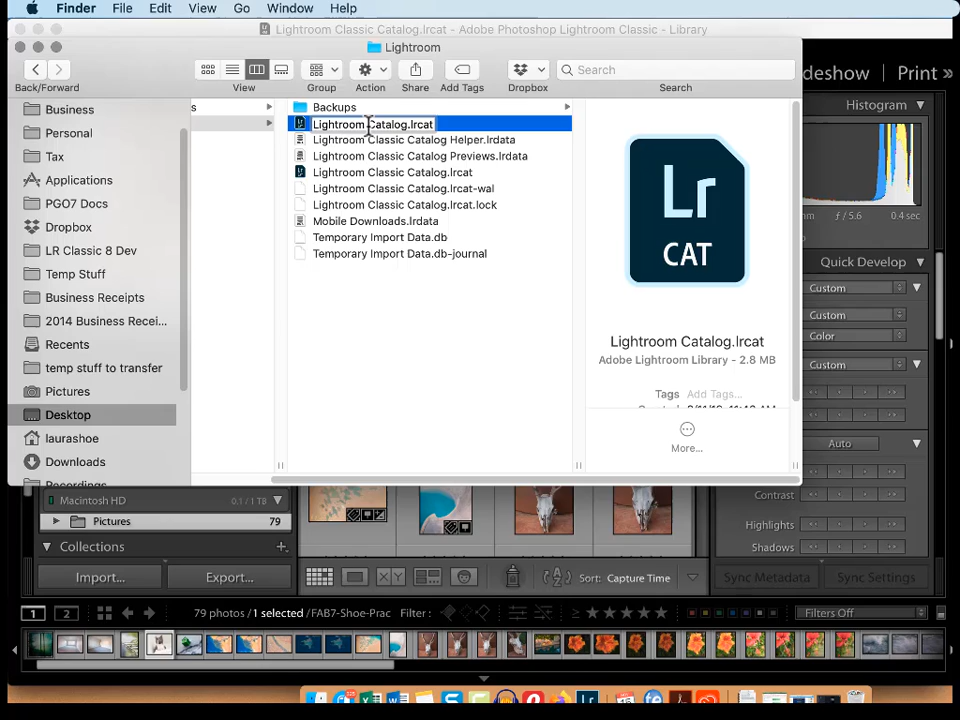 Finder File Edit View Go Window Help
Lightroom Classic Catalog.lrcat - Adobe Photoshop Lightroom Classic - Library
Lightroom
Search
Back/Forward View Group Action Share Add Tags Dropbox Search
deshow | Print »
Business
Personal
Tax
Applications
PGO7 Docs
Dropbox
LR Classic 8 Dev
Temp Stuff
Business Receipts
2014 Business Recei...
Recents
temp stuff to transfer
Pictures
Desktop
laurashoe
Downloads
s
Backups
Lightroom Catalog.lrcat
Lightroom Classic Catalog Helper.lrdata
Lightroom Classic Catalog Previews.lrdata
Lightroom Classic Catalog.lrcat
Lightroom Classic Catalog.lrcat-wal
Lightroom Classic Catalog.lrcat.lock
Mobile Downloads.lrdata
Temporary Import Data.db
Temporary Import Data.db-journal
Lr
CAT
Lightroom Catalog.lrcat
Adobe Lightroom Library - 2.8 MB
Tags Add Tags...
More...
Histogram
mm ƒ / 5.6 0.4 sec
Quick Develop
Custom
Custom
Color
Custom
Auto
Contrast
Highlights
Shadows
Macintosh HD 0.1 / 1 TB
Pictures 79
Collections +
Import... Export...
X Y
Sort: Capture Time
Sync Metadata Sync Settings
1 2 79 photos / 1 selected / FAB7-Shoe-Prac Filter : Filters Off
Lr